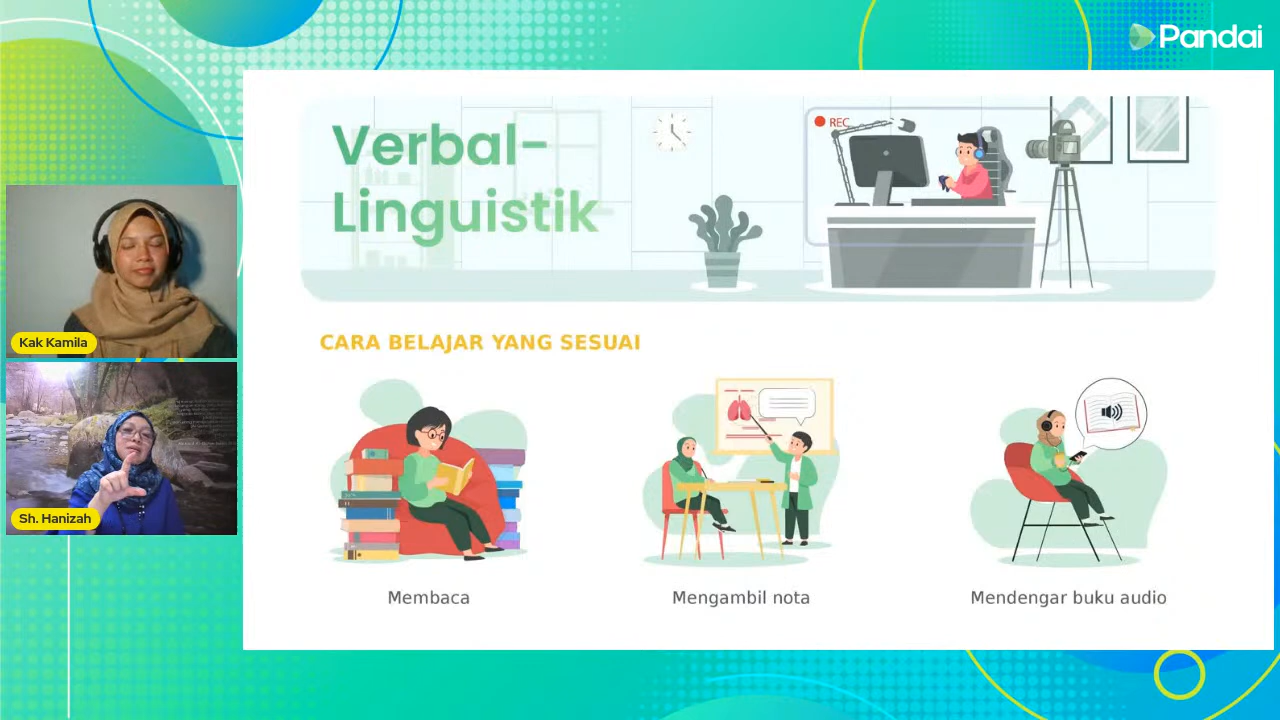 Pandai
Verbal-
Linguistik
REC
CARA BELAJAR YANG SESUAI
Membaca
Mengambil nota
Mendengar buku audio
Kak Kamila
Sh. Hanizah